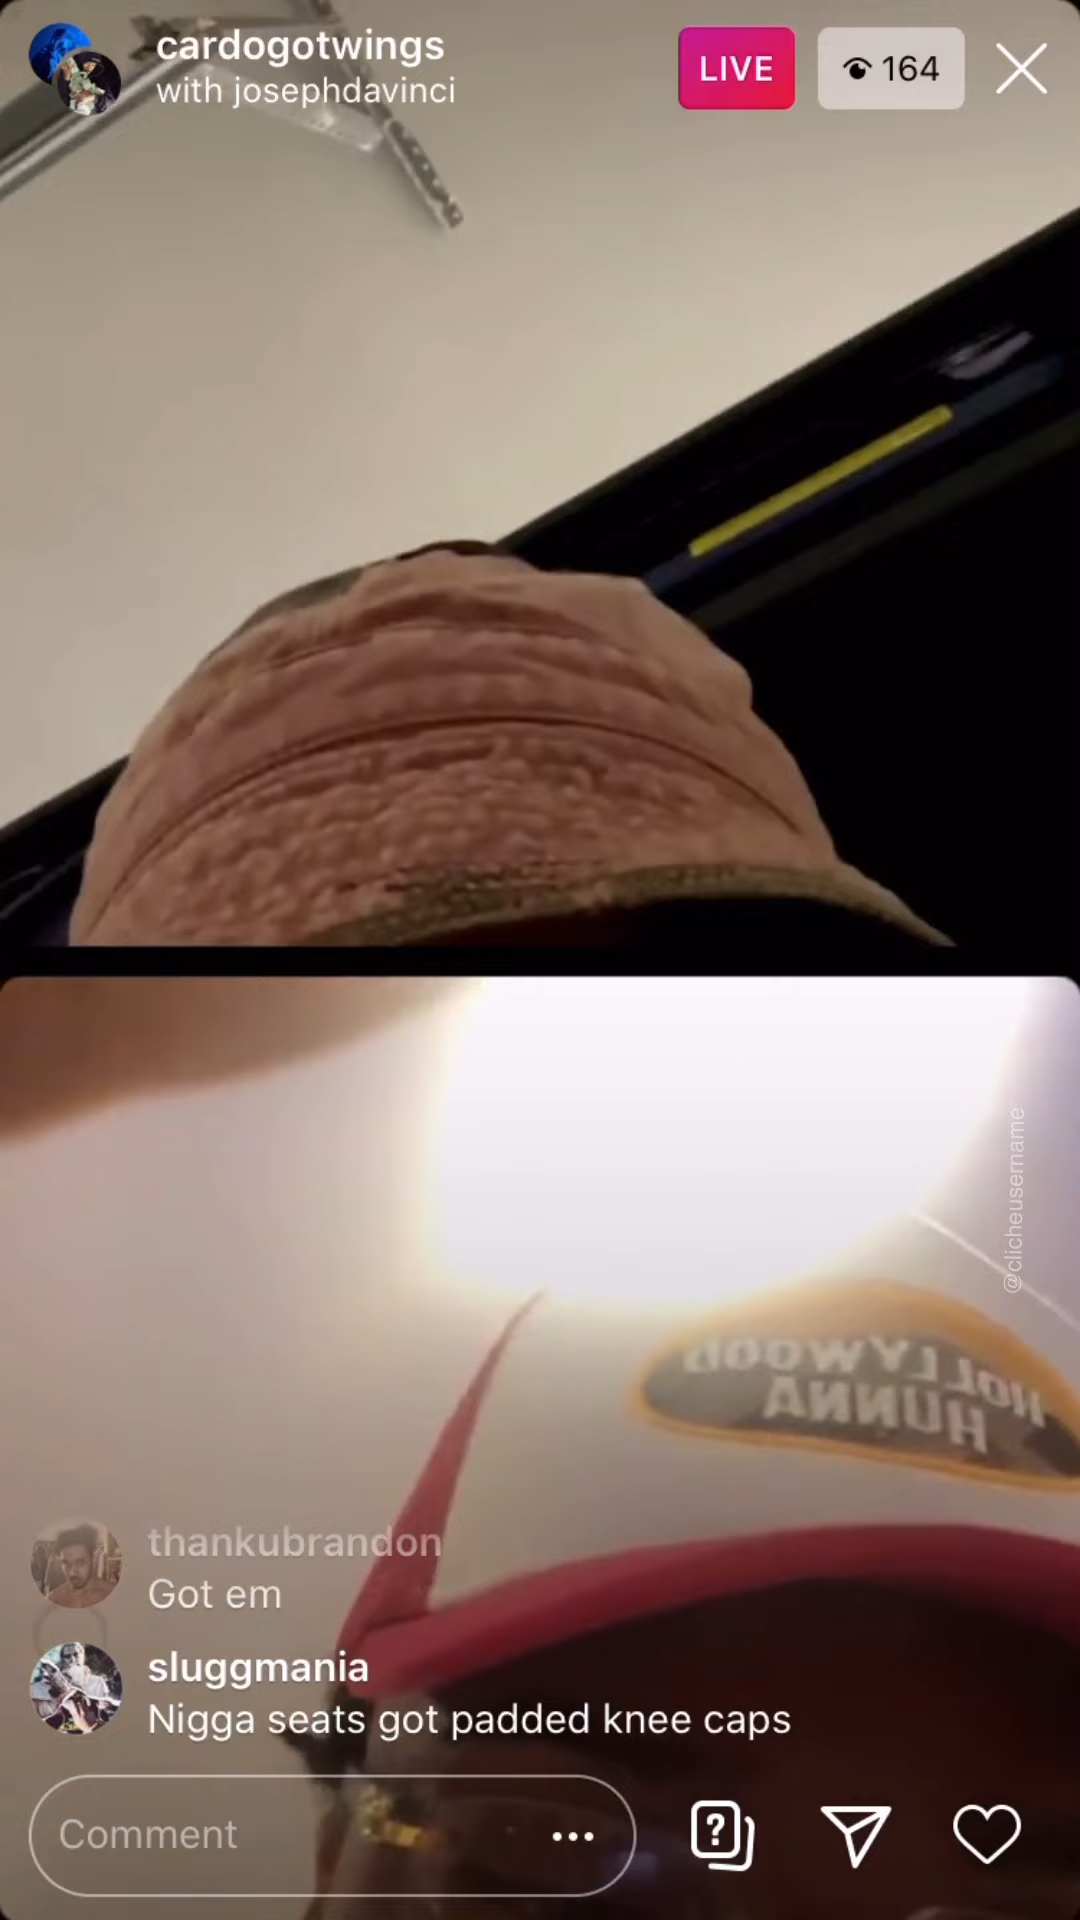 cardogotwings
with josephdavinci
LIVE
164
@clicheusername
HOLLYWOOD
HUNNA
thankubrandon
Got em
sluggmania
Nigga seats got padded knee caps
Comment